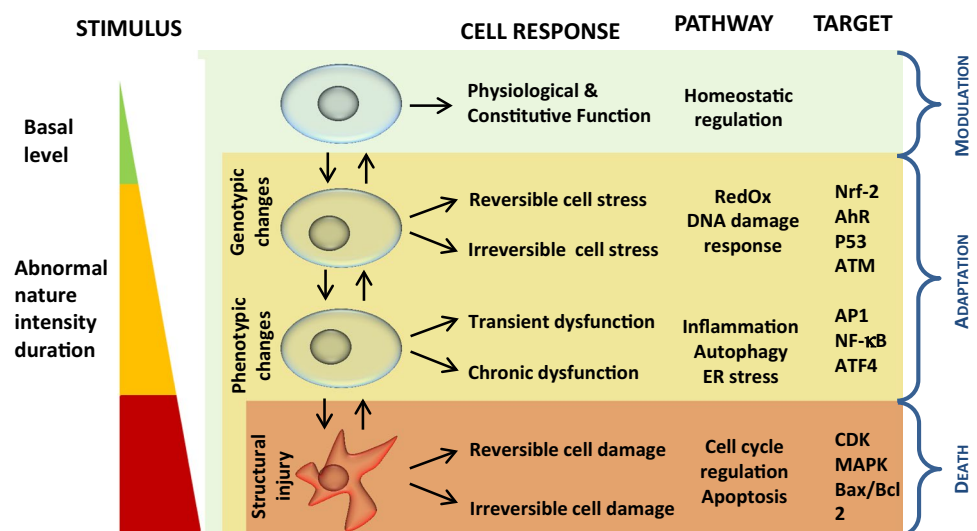 STIMULUS
CELL RESPONSE
PATHWAY
TARGET
Basal
level
Abnormal
nature
intensity
duration
Physiological &
Constitutive Function
Homeostatic
regulation
MODULATION
Genotypic
changes
Reversible cell stress
Irreversible cell stress
RedOx
DNA damage
response
Nrf-2
AhR
P53
ATM
ADAPTATION
Phenotypic
changes
Transient dysfunction
Chronic dysfunction
Inflammation
Autophagy
ER stress
AP1
NF-κB
ATF4
Structural
injury
Reversible cell damage
Irreversible cell damage
Cell cycle
regulation
Apoptosis
CDK
MAPK
Bax/Bcl
2
DEATH